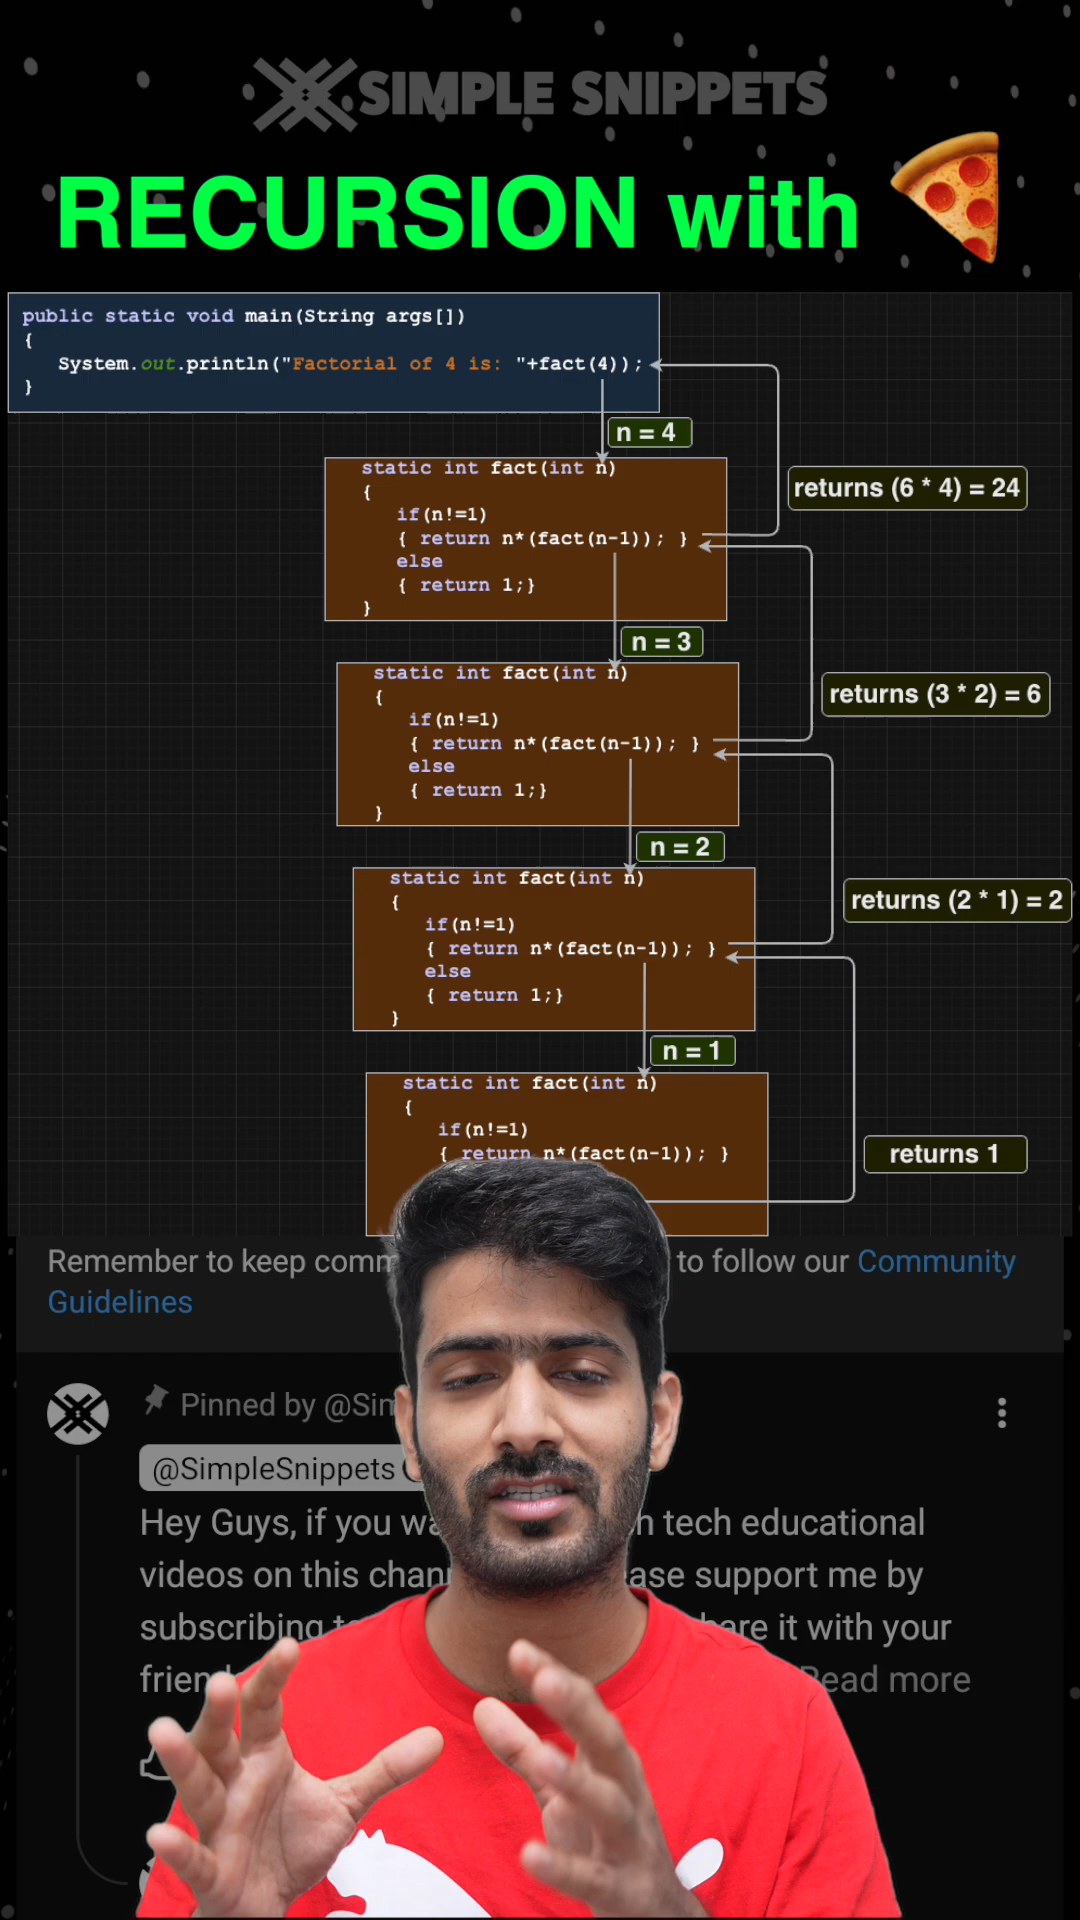 SIMPLE SNIPPETS
RECURSION with
public static void main(String args[])
{
System.out.println("Factorial of 4 is: "+fact(4));
}
n = 4
returns (6 * 4) = 24
static int fact(int n)
{
if(n!=1)
{ return n*(fact(n-1)); }
else
{ return 1;}
}
n = 3
returns (3 * 2) = 6
static int fact(int n)
{
if(n!=1)
{ return n*(fact(n-1)); }
else
{ return 1;}
}
n = 2
returns (2 * 1) = 2
static int fact(int n)
{
if(n!=1)
{ return n*(fact(n-1)); }
else
{ return 1;}
}
n = 1
static int fact(int n)
{
if(n!=1)
{ return n*(fact(n-1)); }
returns 1
Remember to keep comm to follow our Community
Guidelines
Pinned by @Sim
@SimpleSnippets
Hey Guys, if you wa h tech educational
videos on this chan ase support me by
subscribing t hare it with your
friend Read more